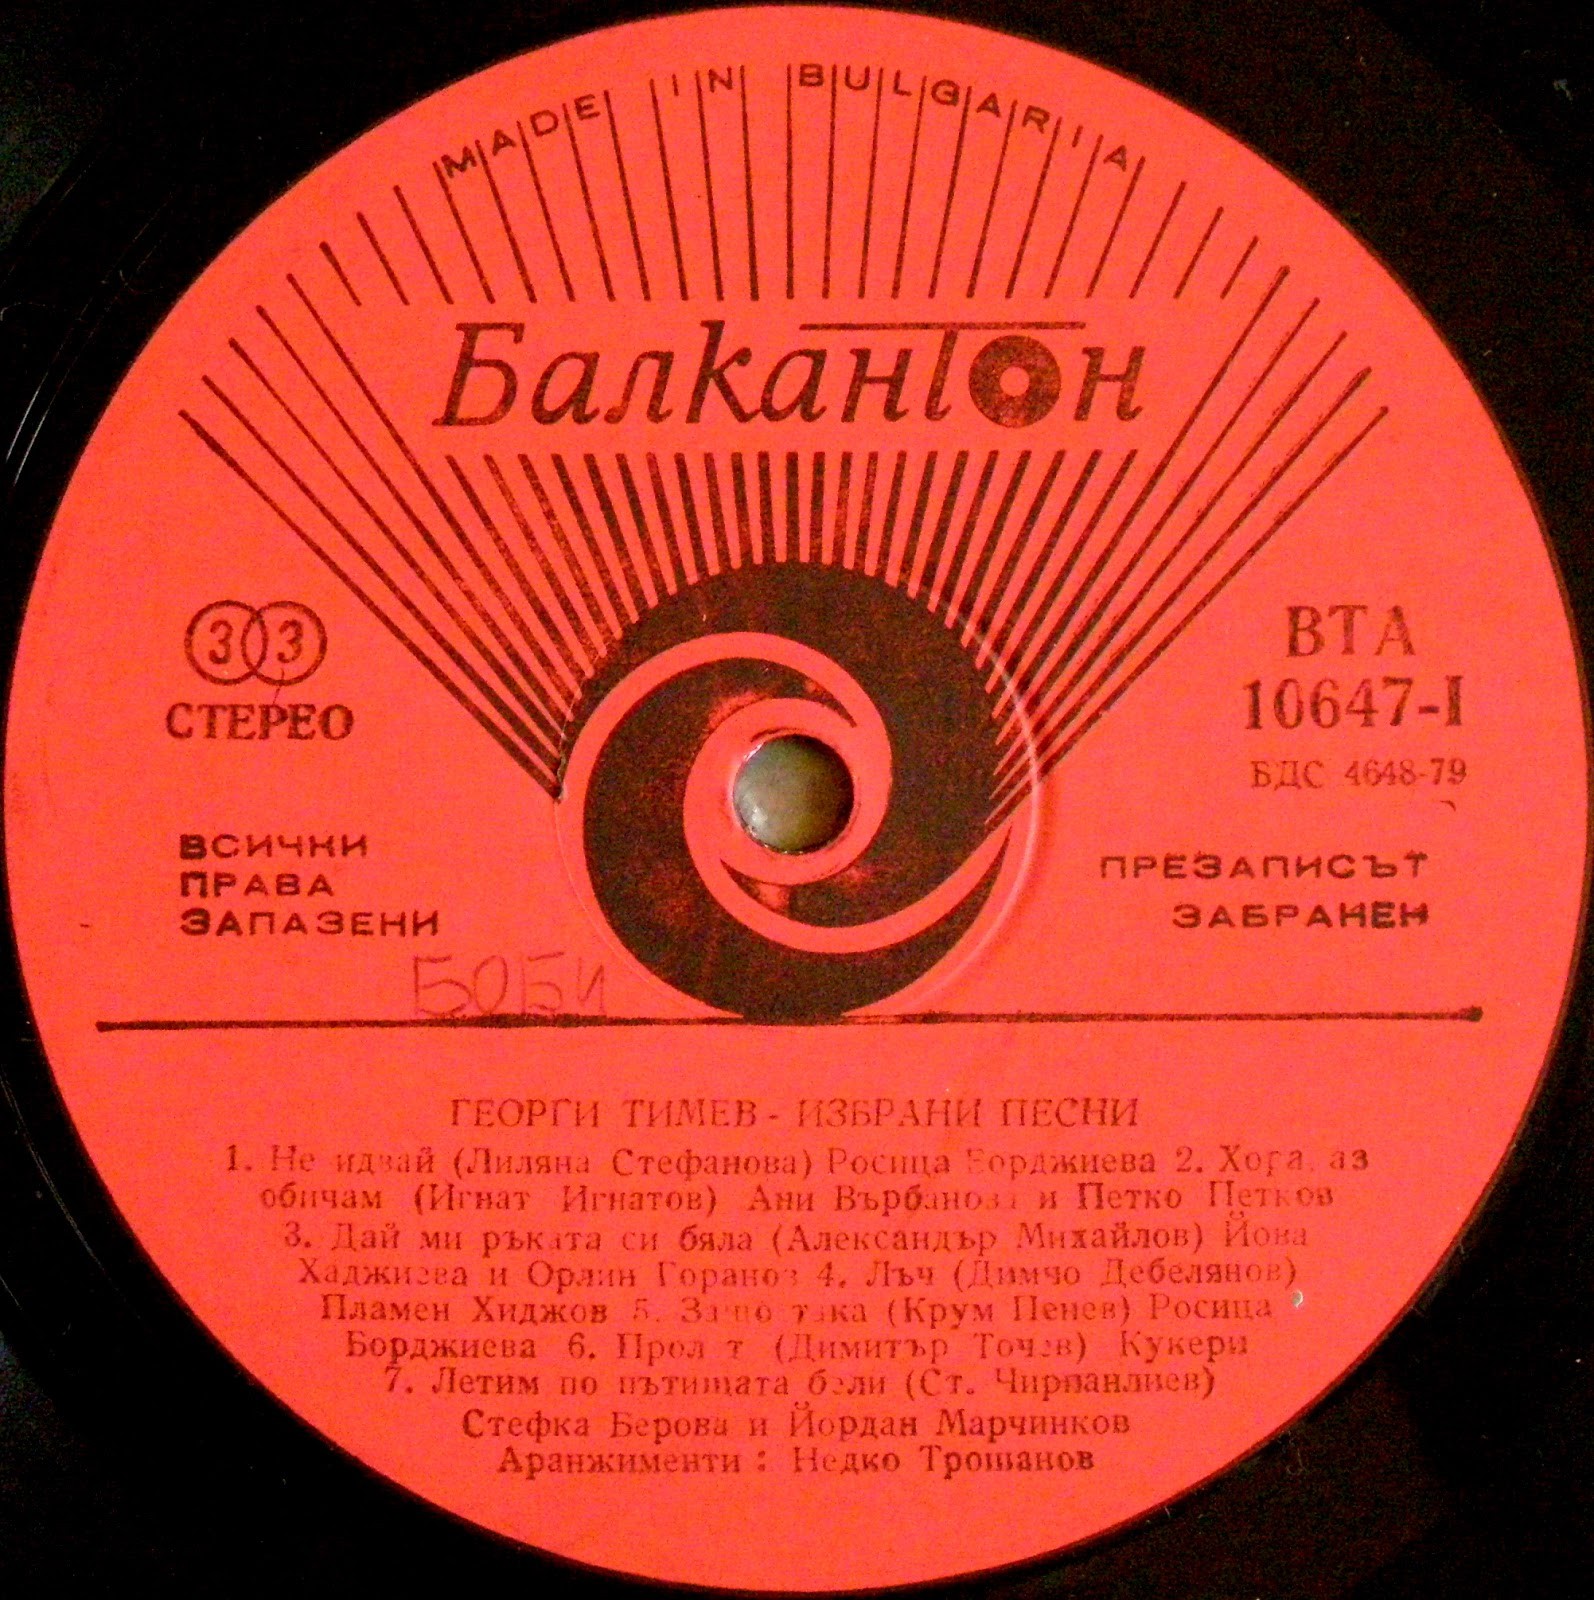 MADE IN BULGARIA
Балкантон
33
СТЕРЕО
ВТА
10647-I
БДС 4648-79
ВСИЧКИ
ПРАВА
ЗАПАЗЕНИ
ПРЕЗАПИСЪТ
ЗАБРАНЕН
БОБИ
ГЕОРГИ ТИМЕВ - ИЗБРАНИ ПЕСНИ
1. Не идвай (Лиляна Стефанова) Росица Борджиева 2. Хора, аз
обичам (Игнат Игнатов) Ани Върбанова и Петко Петков
3. Дай ми ръката си бяла (Александър Михайлов) Йова
Хаджиева и Орлин Горанов 4. Лъч (Димчо Дебелянов)
Пламен Хиджов 5. Защо така (Крум Пенев) Росица
Борджиева 6. Прол т (Димитър Точев) Кукери
7. Летим по пътищата бели (Ст. Чирпанлиев)
Стефка Берова и Йордан Марчинков
Аранжименти : Недко Трошанов